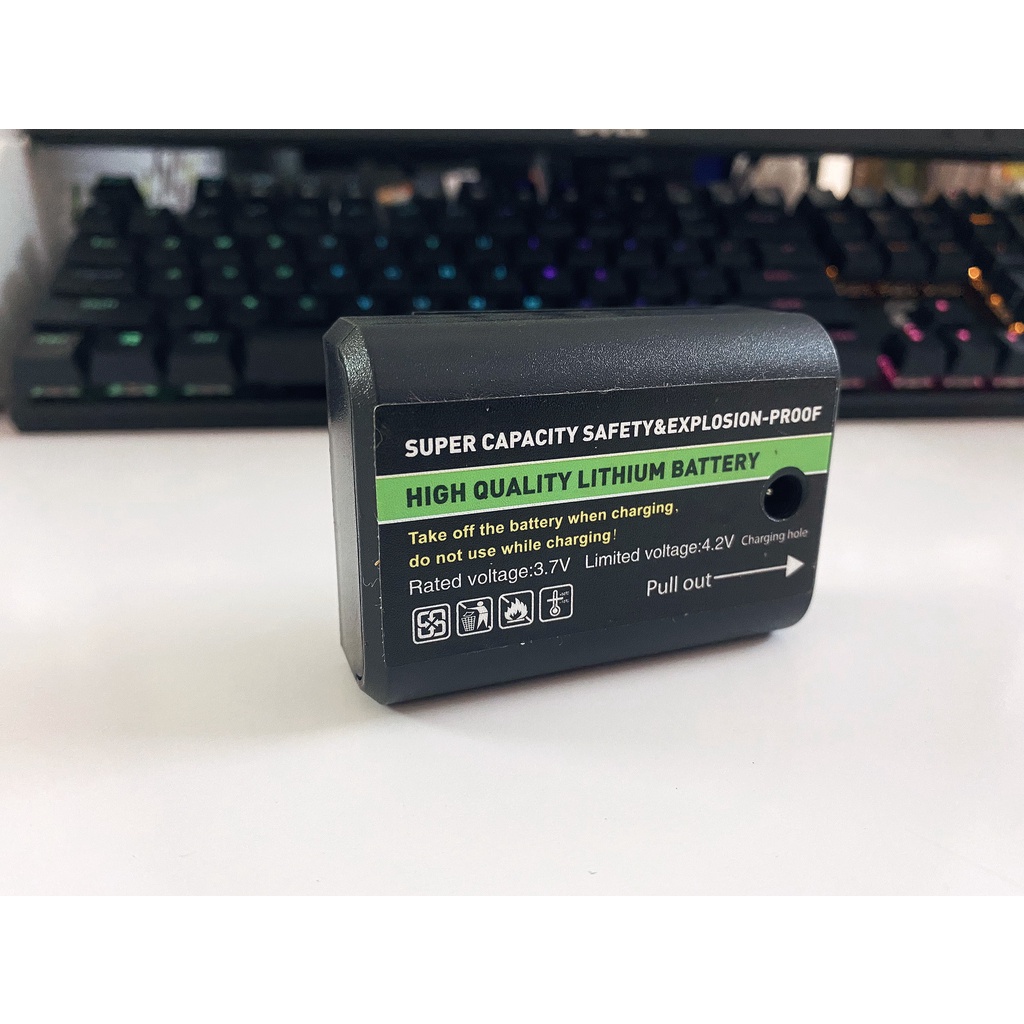 SUPER CAPACITY SAFETY&EXPLOSION-PROOF
HIGH QUALITY LITHIUM BATTERY
Take off the battery when charging,
do not use while charging!
Rated voltage:3.7V Limited voltage:4.2V
Charging hole
Pull out